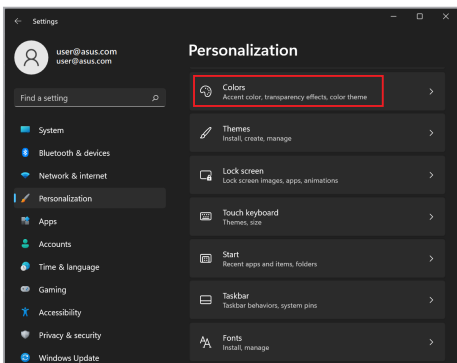 Settings
user@asus.com
user@asus.com
Find a setting
System
Bluetooth & devices
Network & internet
Personalization
Apps
Accounts
Time & language
Gaming
Accessibility
Privacy & security
Windows Update
Personalization
Colors
Accent color, transparency effects, color theme
Themes
Install, create, manage
Lock screen
Lock screen images, apps, animations
Touch keyboard
Themes, size
Start
Recent apps and items, folders
Taskbar
Taskbar behaviors, system pins
Fonts
Install, manage